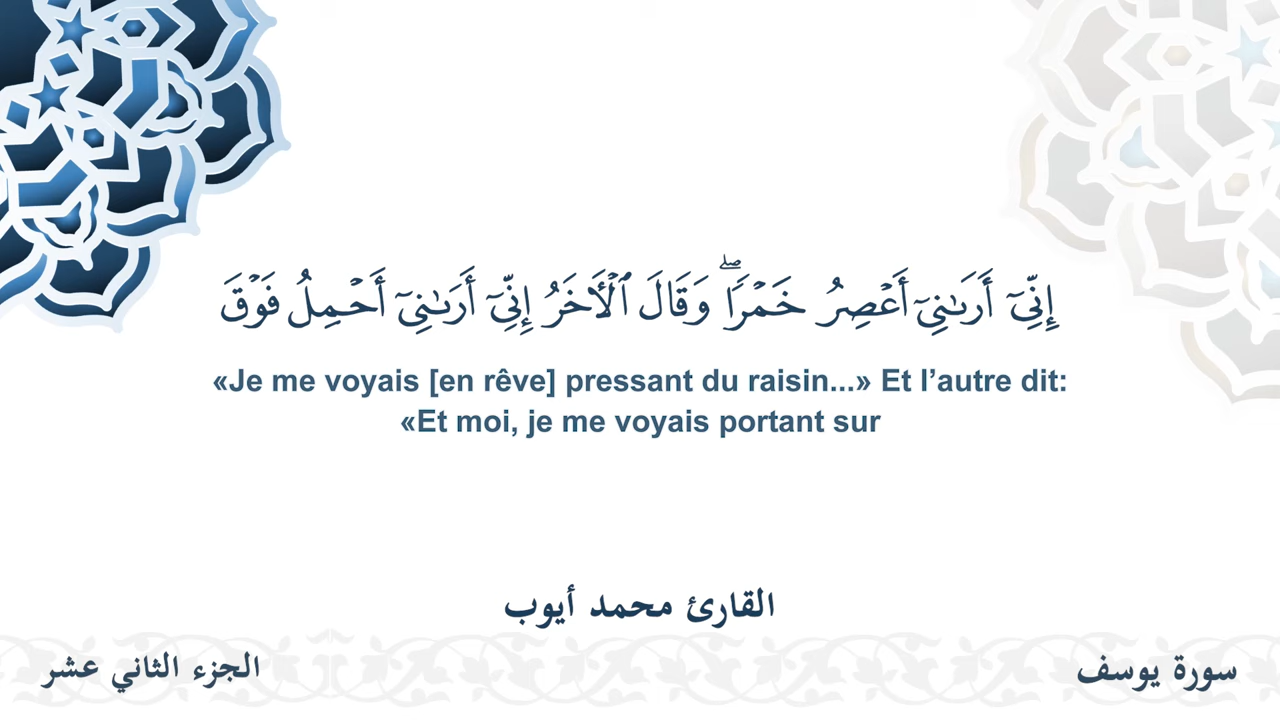 إِنِّيٓ أَرَىٰنِيٓ أَعۡصِرُ خَمۡرٗاۖ وَقَالَ ٱلۡأٓخَرُ إِنِّيٓ أَرَىٰنِيٓ أَحۡمِلُ فَوۡقَ
«Je me voyais [en rêve] pressant du raisin...» Et l’autre dit:
«Et moi, je me voyais portant sur
القارئ محمد أيوب
سورة يوسف
الجزء الثاني عشر